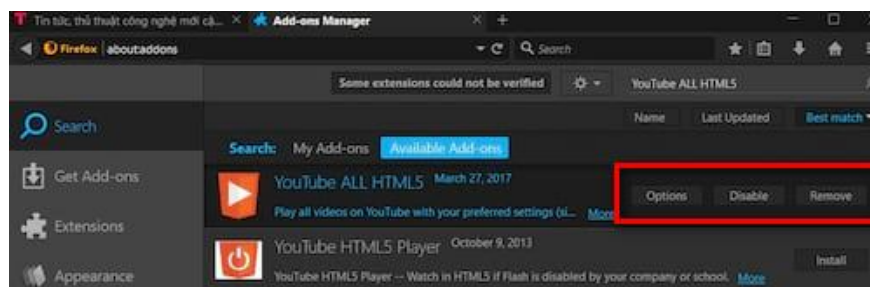 Tin tức, thủ thuật công nghệ mới cậ... Add-ons Manager
Firefox about:addons Search
Some extensions could not be verified YouTube ALL HTML5
Name Last Updated Best match
Search
Search: My Add-ons Available Add-ons
Get Add-ons
YouTube ALL HTML5 March 27, 2017
Options Disable Remove
Play all videos on YouTube with your preferred settings (si... More
Extensions
YouTube HTML5 Player October 9, 2013
Install
Appearance
YouTube HTML5 Player -- Watch in HTML5 if Flash is disabled by your company or school. More